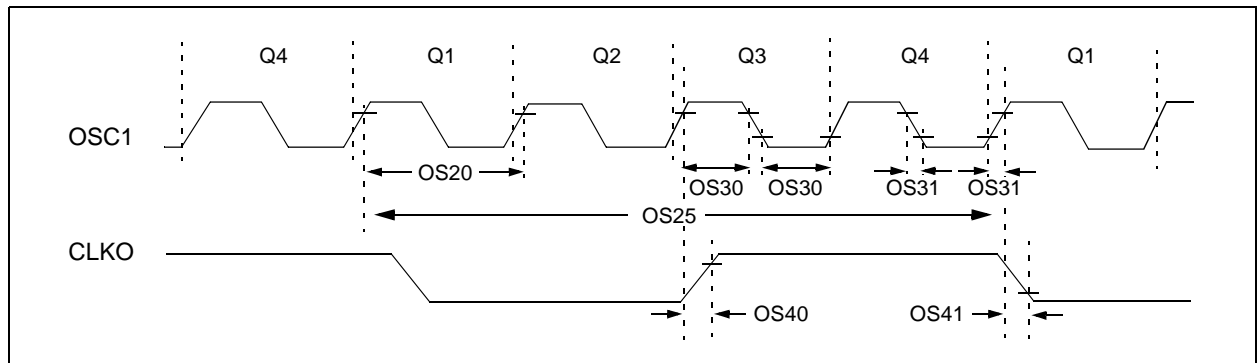 Q4 Q1 Q2 Q3 Q4 Q1
OSC1
OS20 OS30 OS30 OS31 OS31
OS25
CLKO
OS40 OS41